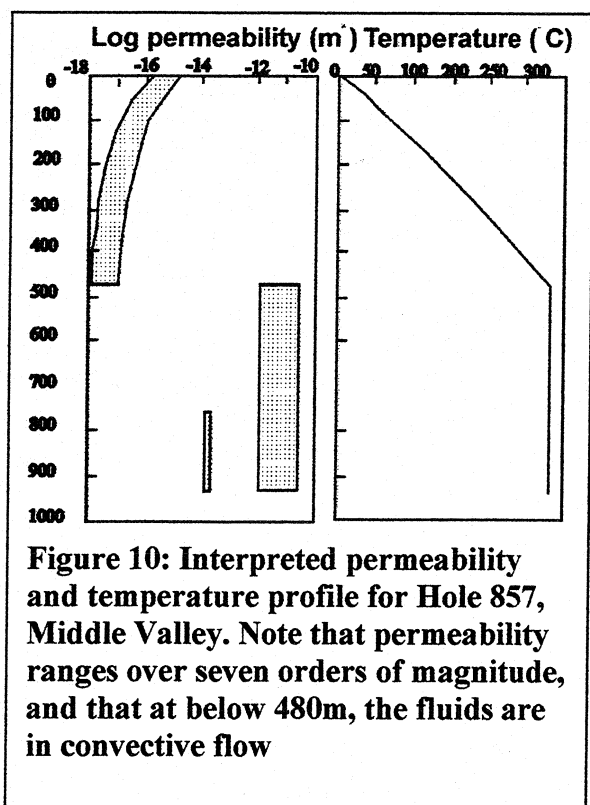 Log permeability (m ) Temperature ( C)
-18 -16 -14 -12 -10 0 50 100 200 250 300
0
100
200
300
400
500
600
700
800
900
1000
Figure 10: Interpreted permeability
and temperature profile for Hole 857,
Middle Valley. Note that permeability
ranges over seven orders of magnitude,
and that at below 480m, the fluids are
in convective flow